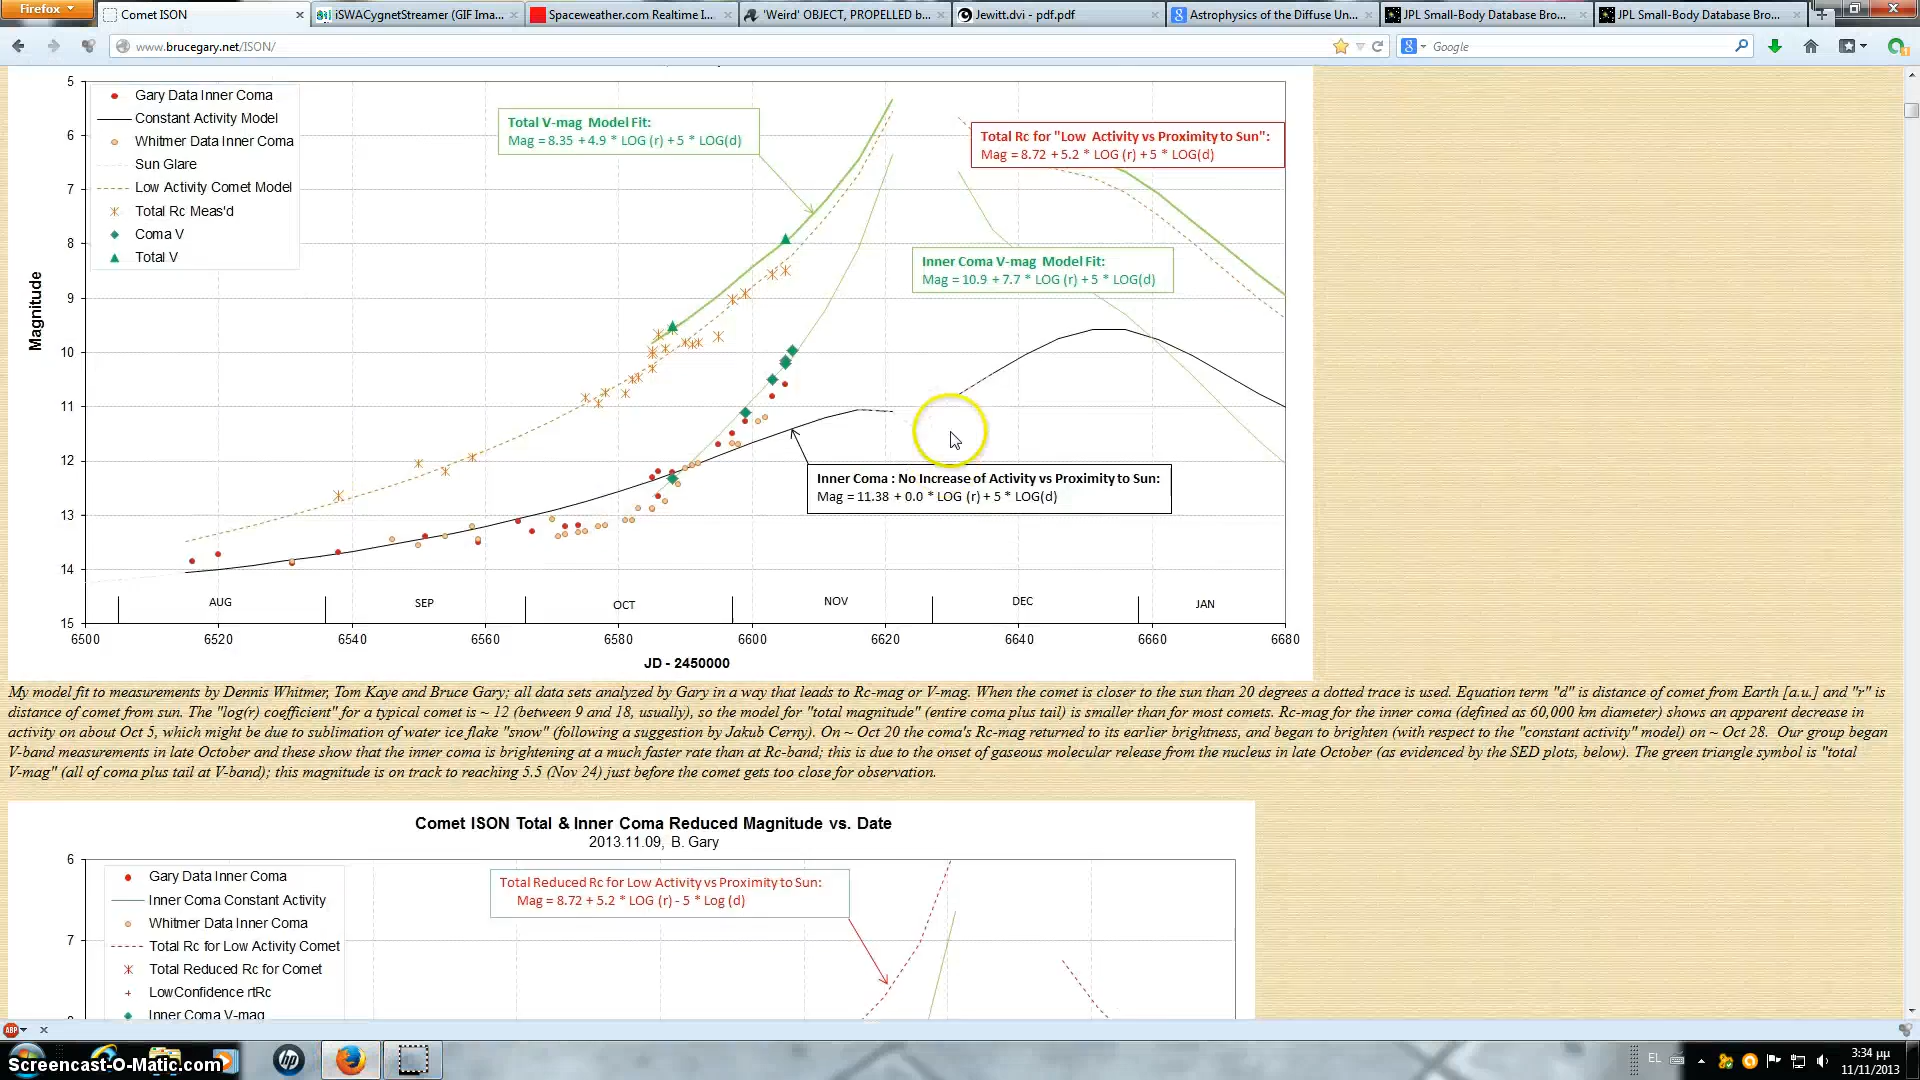 Firefox
Comet ISON
iSWACygnetStreamer (GIF Ima...
Spaceweather.com Realtime I...
'Weird' OBJECT, PROPELLED b...
Jewitt.dvi - pdf.pdf
Astrophysics of the Diffuse Un...
JPL Small-Body Database Bro...
JPL Small-Body Database Bro...
www.brucegary.net/ISON/
Google
5
6
7
8
9
10
11
12
13
14
15
Magnitude
Gary Data Inner Coma
Constant Activity Model
Whitmer Data Inner Coma
Sun Glare
Low Activity Comet Model
Total Rc Meas'd
Coma V
Total V
Total V-mag Model Fit:
Mag = 8.35 + 4.9 * LOG (r) + 5 * LOG(d)
Total Rc for "Low Activity vs Proximity to Sun":
Mag = 8.72 + 5.2 * LOG (r) + 5 * LOG(d)
Inner Coma V-mag Model Fit:
Mag = 10.9 + 7.7 * LOG (r) + 5 * LOG(d)
Inner Coma : No Increase of Activity vs Proximity to Sun:
Mag = 11.38 + 0.0 * LOG (r) + 5 * LOG(d)
AUG SEP OCT NOV DEC JAN
6500 6520 6540 6560 6580 6600 6620 6640 6660 6680
JD - 2450000
My model fit to measurements by Dennis Whitmer, Tom Kaye and Bruce Gary; all data sets analyzed by Gary in a way that leads to Rc-mag or V-mag. When the comet is closer to the sun than 20 degrees a dotted trace is used. Equation term "d" is distance of comet from Earth [a.u.] and "r" is
distance of comet from sun. The "log(r) coefficient" for a typical comet is ~ 12 (between 9 and 18, usually), so the model for "total magnitude" (entire coma plus tail) is smaller than for most comets. Rc-mag for the inner coma (defined as 60,000 km diameter) shows an apparent decrease in
activity on about Oct 5, which might be due to sublimation of water ice flake "snow" (following a suggestion by Jakub Cerny). On ~ Oct 20 the coma's Rc-mag returned to its earlier brightness, and began to brighten (with respect to the "constant activity" model) on ~ Oct 28. Our group began
V-band measurements in late October and these show that the inner coma is brightening at a much faster rate than at Rc-band; this is due to the onset of gaseous molecular release from the nucleus in late October (as evidenced by the SED plots, below). The green triangle symbol is "total
V-mag" (all of coma plus tail at V-band); this magnitude is on track to reaching 5.5 (Nov 24) just before the comet gets too close for observation.
Comet ISON Total & Inner Coma Reduced Magnitude vs. Date
2013.11.09, B. Gary
6
7
Gary Data Inner Coma
Inner Coma Constant Activity
Whitmer Data Inner Coma
Total Rc for Low Activity Comet
Total Reduced Rc for Comet
LowConfidence rtRc
Inner Coma V-mag
Total Reduced Rc for Low Activity vs Proximity to Sun:
Mag = 8.72 + 5.2 * LOG (r) - 5 * Log (d)
ABP
Screencast-O-Matic.com
hp
EL
3:34 μμ
11/11/2013